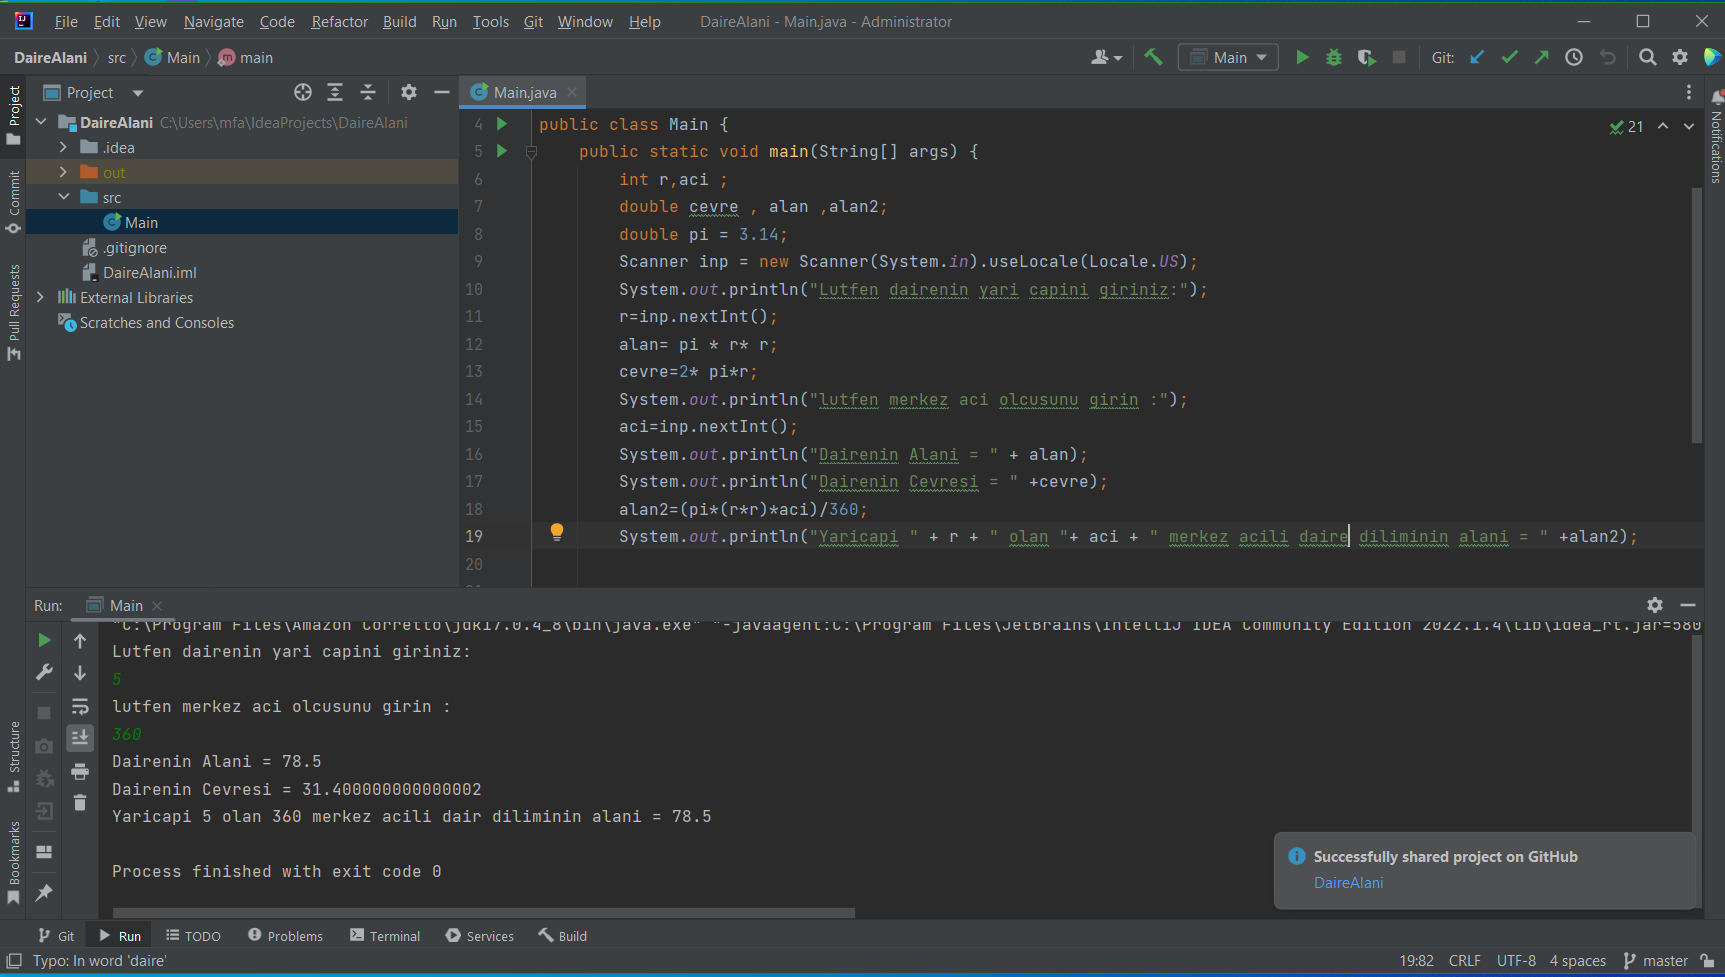 File Edit View Navigate Code Refactor Build Run Tools Git Window Help DaireAlani - Main.java - Administrator
DaireAlani src Main main
Main Git:
Project
Main.java
DaireAlani C:\Users\mfa\IdeaProjects\DaireAlani
.idea
out
src
Main
.gitignore
DaireAlani.iml
External Libraries
Scratches and Consoles
Project
Commit
Pull Requests
Structure
Bookmarks
Notifications
21
4 public class Main {
5 public static void main(String[] args) {
6 int r,aci ;
7 double cevre , alan ,alan2;
8 double pi = 3.14;
9 Scanner inp = new Scanner(System.in).useLocale(Locale.US);
10 System.out.println("Lutfen dairenin yari capini giriniz:");
11 r=inp.nextInt();
12 alan= pi * r* r;
13 cevre=2* pi*r;
14 System.out.println("lutfen merkez aci olcusunu girin :");
15 aci=inp.nextInt();
16 System.out.println("Dairenin Alani = " + alan);
17 System.out.println("Dairenin Cevresi = " +cevre);
18 alan2=(pi*(r*r)*aci)/360;
19 System.out.println("Yaricapi " + r + " olan "+ aci + " merkez acili daire diliminin alani = " +alan2);
20
Run: Main
"C:\Program Files\Amazon Corretto\jdk17.0.4_8\bin\java.exe" "-javaagent:C:\Program Files\JetBrains\IntelliJ IDEA Community Edition 2022.1.4\lib\idea_rt.jar=580
Lutfen dairenin yari capini giriniz:
5
lutfen merkez aci olcusunu girin :
360
Dairenin Alani = 78.5
Dairenin Cevresi = 31.400000000000002
Yaricapi 5 olan 360 merkez acili dair diliminin alani = 78.5
Process finished with exit code 0
Successfully shared project on GitHub
DaireAlani
Git Run TODO Problems Terminal Services Build
Typo: In word 'daire' 19:82 CRLF UTF-8 4 spaces master